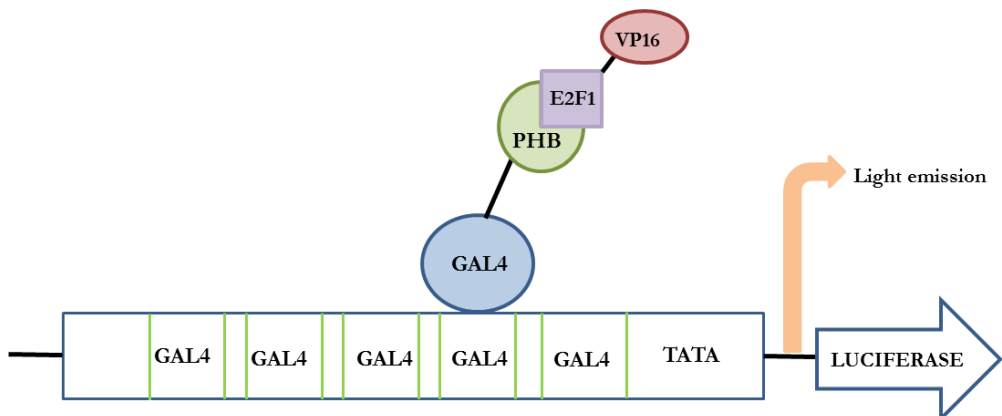 VP16
E2F1
PHB
Light emission
GAL4
GAL4 GAL4 GAL4 GAL4 GAL4 TATA LUCIFERASE